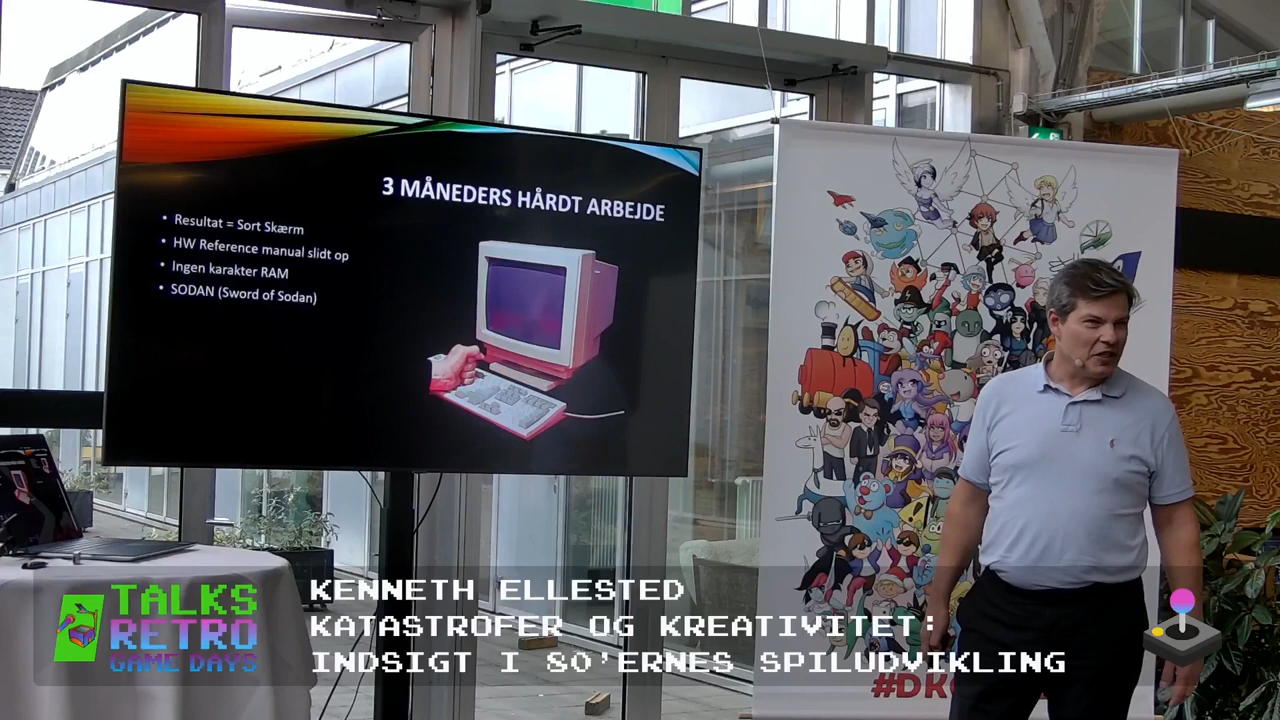 3 MÅNEDERS HÅRDT ARBEJDE
• Resultat = Sort Skærm
• HW Reference manual slidt op
• Ingen karakter RAM
• SODAN (Sword of Sodan)
TALKS
RETRO
GAME DAYS
KENNETH ELLESTED
KATASTROFER OG KREATIVITET:
INDSIGT I 80'ERNES SPILUDVIKLING